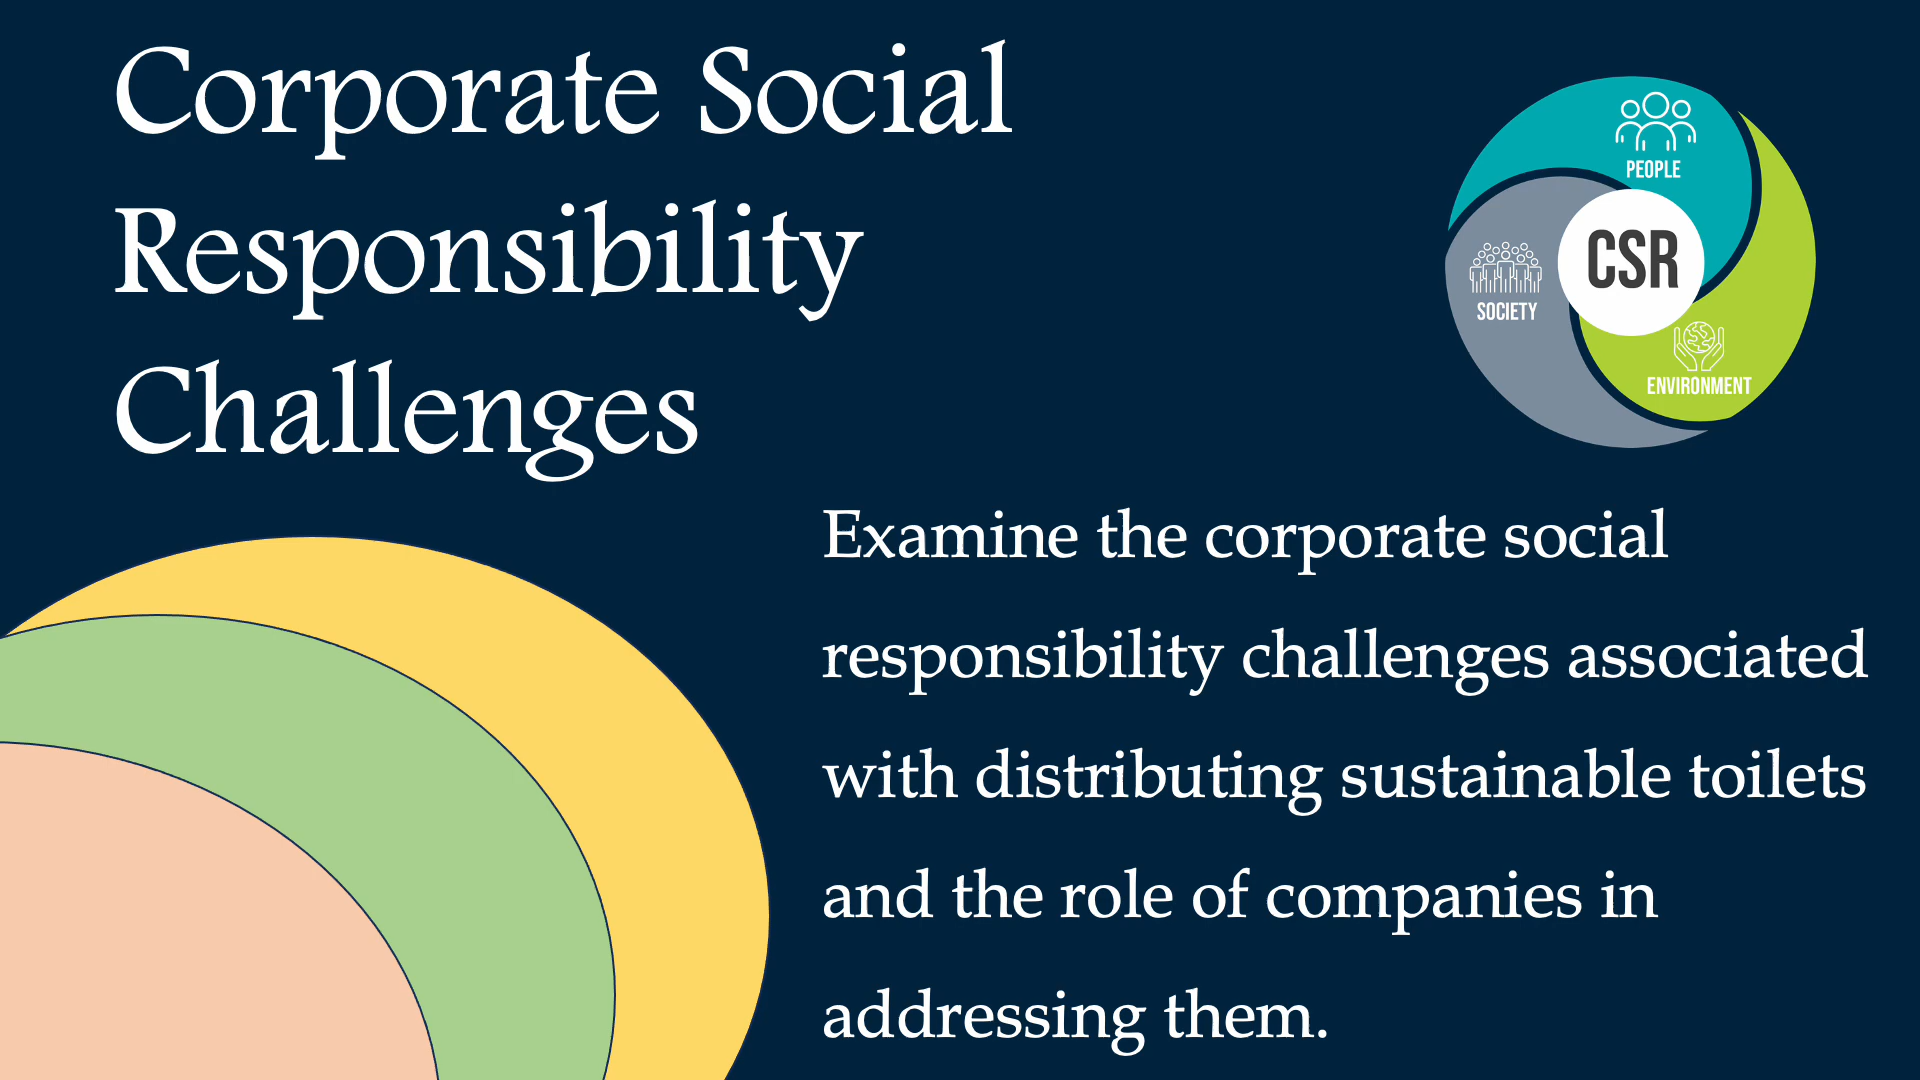 Corporate Social
Responsibility
Challenges
PEOPLE
CSR
SOCIETY
ENVIRONMENT
Examine the corporate social
responsibility challenges associated
with distributing sustainable toilets
and the role of companies in
addressing them.